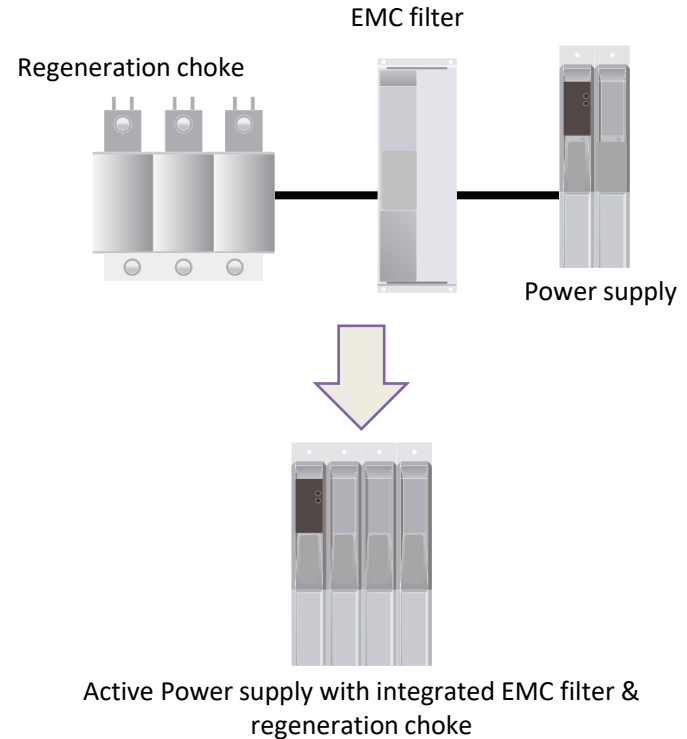 EMC filter
Regeneration choke
Power supply
Active Power supply with integrated EMC filter &
regeneration choke